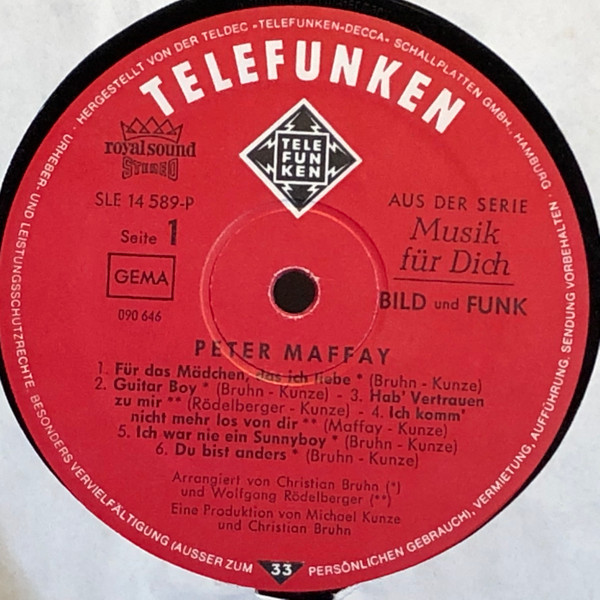 URHEBER- UND LEISTUNGSSCHUTZRECHTE, BESONDERS VERVIELFÄLTIGUNG (AUSSER ZUM PERSÖNLICHEN GEBRAUCH), VERMIETUNG, AUFFÜHRUNG, SENDUNG VORBEHALTEN · HERGESTELLT VON DER TELDEC »TELEFUNKEN-DECCA« SCHALLPLATTEN GMBH., HAMBURG ·
TELEFUNKEN
TELE
FUN
KEN
royalsound
STEREO
SLE 14 589-P
Seite 1
GEMA
090 646
AUS DER SERIE
Musik
für Dich
BILD und FUNK
PETER MAFFAY
1. Für das Mädchen, das ich liebe * (Bruhn - Kunze)
2. Guitar Boy * (Bruhn - Kunze) - 3. Hab' Vertrauen
zu mir ** (Rödelberger - Kunze) - 4. Ich komm'
nicht mehr los von dir ** (Maffay - Kunze)
5. Ich war nie ein Sunnyboy * (Bruhn - Kunze)
6. Du bist anders * (Bruhn - Kunze)
Arrangiert von Christian Bruhn (*)
und Wolfgang Rödelberger (**)
Eine Produktion von Michael Kunze
und Christian Bruhn
33